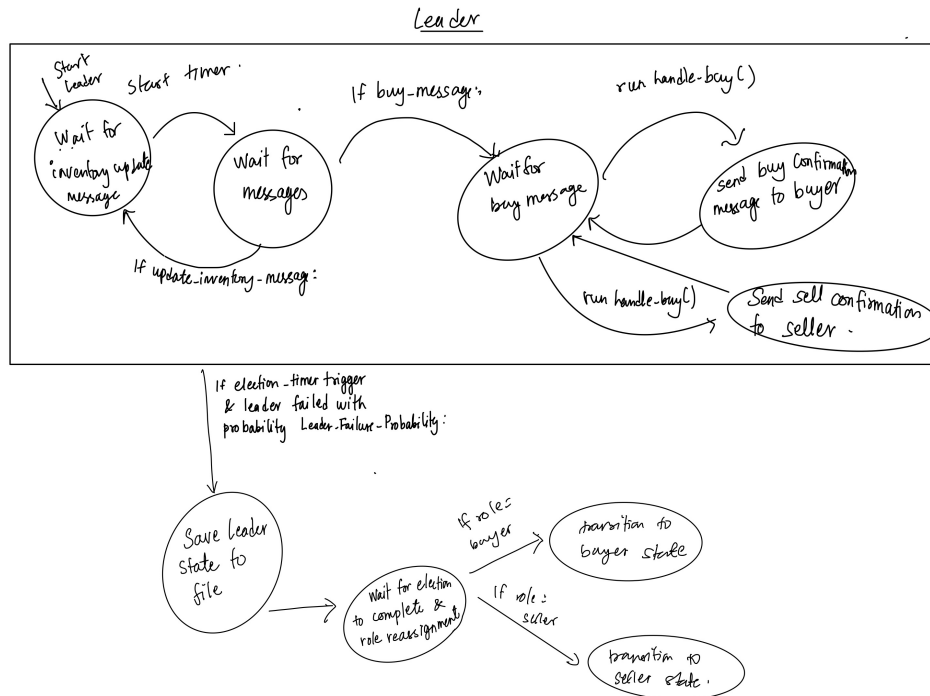 Leader
Start
leader
Start timer.
If buy-message:
run handle-buy()
Wait for
inventory update
message
Wait for
messages
Wait for
buy message
send buy confirmation
message to buyer
If update-inventory-message:
run handle-buy()
Send sell confirmation
to seller.
If election-timer trigger
& leader failed with
probability Leader-Failure-Probability:
Save leader
state to
file
Wait for election
to complete &
role reassignment
If role=
buyer
transition to
buyer state
If role=
seller
transition to
seller state.